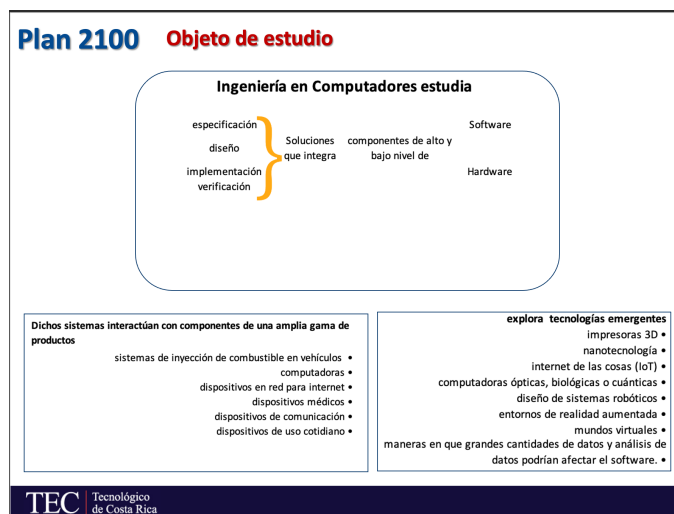 Plan 2100 Objeto de estudio
Ingeniería en Computadores estudia
especificación
diseño
implementación
verificación
Soluciones
que integra
componentes de alto y
bajo nivel de
Software
Hardware
Dichos sistemas interactúan con componentes de una amplia gama de
productos
sistemas de inyección de combustible en vehículos •
computadoras •
dispositivos en red para internet •
dispositivos médicos •
dispositivos de comunicación •
dispositivos de uso cotidiano •
explora  tecnologías emergentes
impresoras 3D •
nanotecnología •
internet de las cosas (IoT) •
computadoras ópticas, biológicas o cuánticas •
diseño de sistemas robóticos •
entornos de realidad aumentada •
mundos virtuales •
maneras en que grandes cantidades de datos y análisis de
datos podrían afectar el software. •
TEC | Tecnológico
de Costa Rica